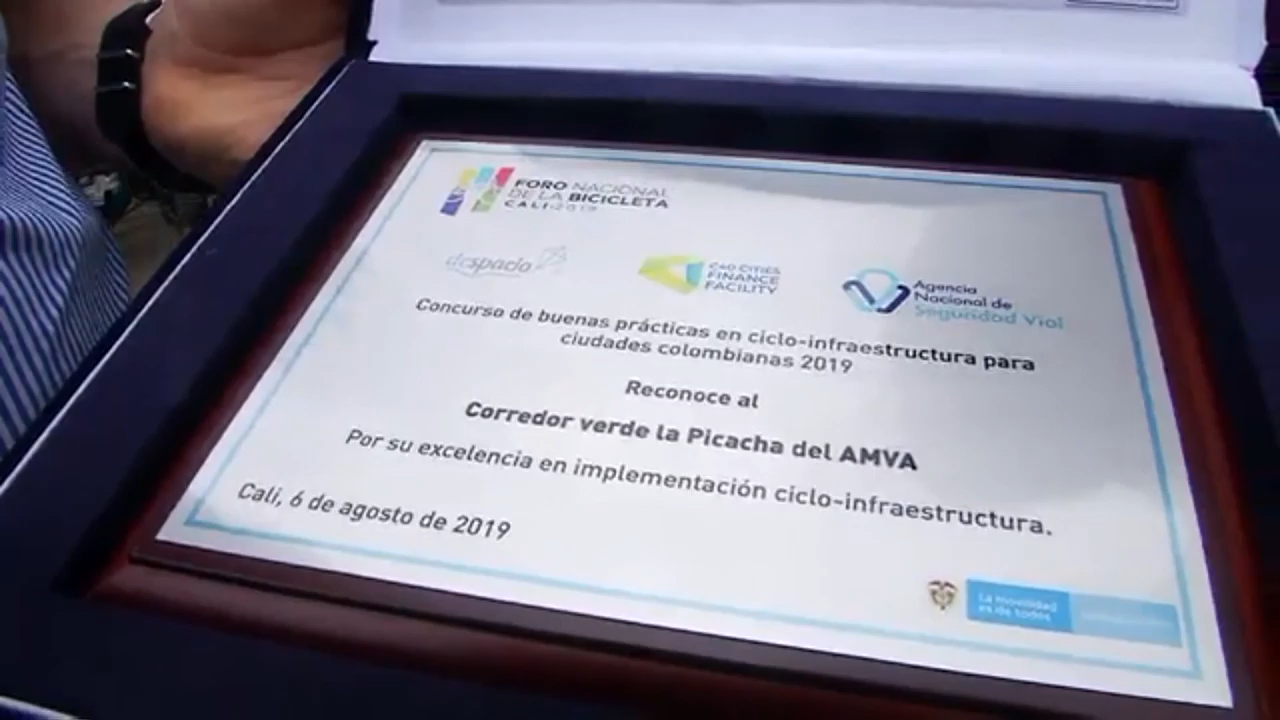 FORO NACIONAL
DE LA BICICLETA
CALI 2019
despacio
C40 CITIES
FINANCE
FACILITY
Agencia
Nacional de
Seguridad Vial
Concurso de buenas prácticas en ciclo-infraestructura para
ciudades colombianas 2019
Reconoce al
Corredor verde la Picacha del AMVA
Por su excelencia en implementación ciclo-infraestructura.
Cali, 6 de agosto de 2019
La movilidad
es de todos